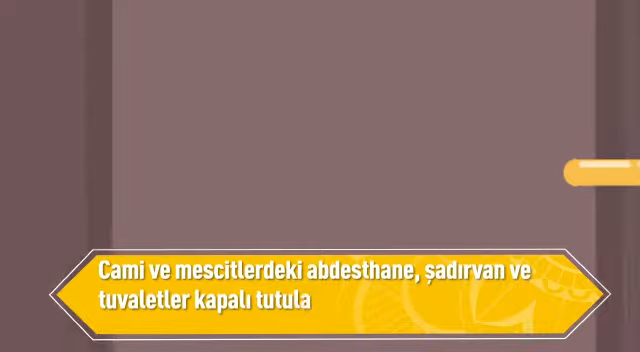 Cami ve mescitlerdeki abdesthane, şadırvan ve
tuvaletler kapalı tutula